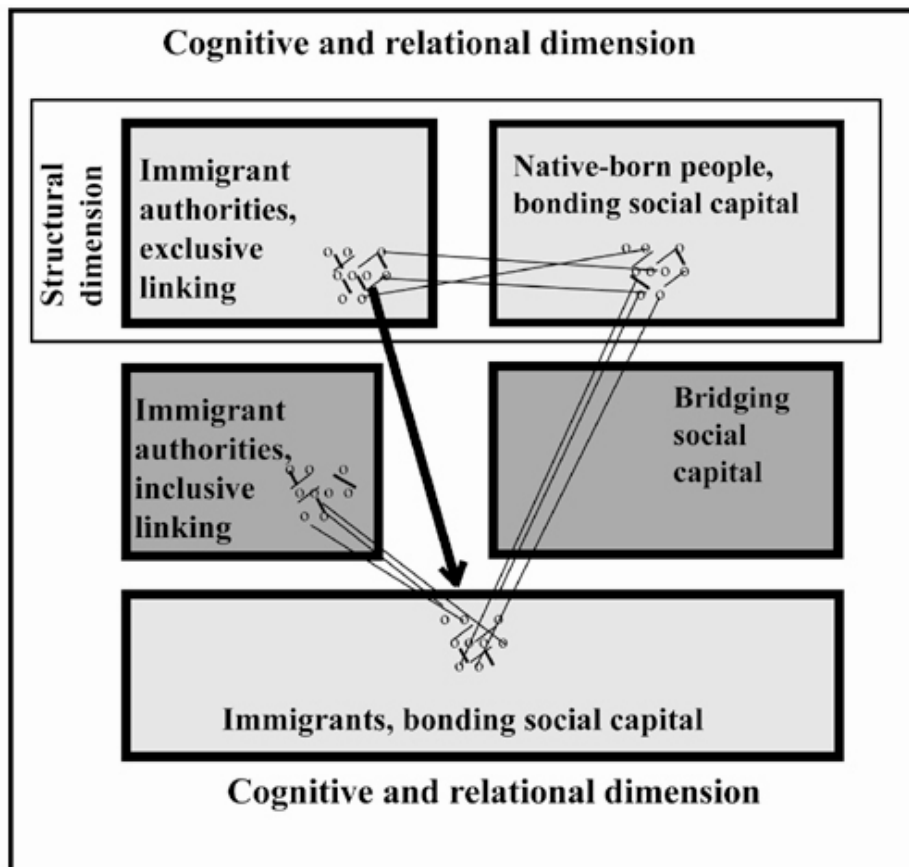 Cognitive and relational dimension
Structural
dimension
Immigrant
authorities,
exclusive
linking
Native-born people,
bonding social capital
Immigrant
authorities,
inclusive
linking
Bridging
social
capital
Immigrants, bonding social capital
Cognitive and relational dimension